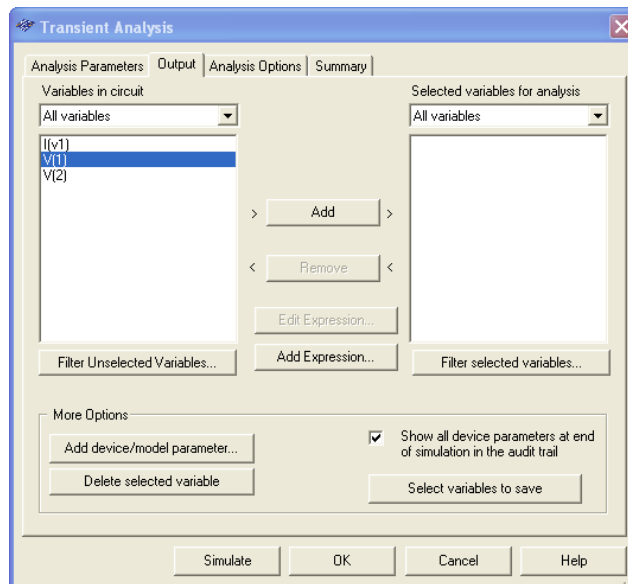 Transient Analysis
Analysis Parameters Output Analysis Options Summary
Variables in circuit
Selected variables for analysis
All variables
All variables
I(v1)
V(1)
V(2)
> Add >
< Remove <
Edit Expression...
Add Expression...
Filter Unselected Variables...
Filter selected variables...
More Options
Add device/model parameter...
Delete selected variable
Show all device parameters at end
of simulation in the audit trail
Select variables to save
Simulate OK Cancel Help